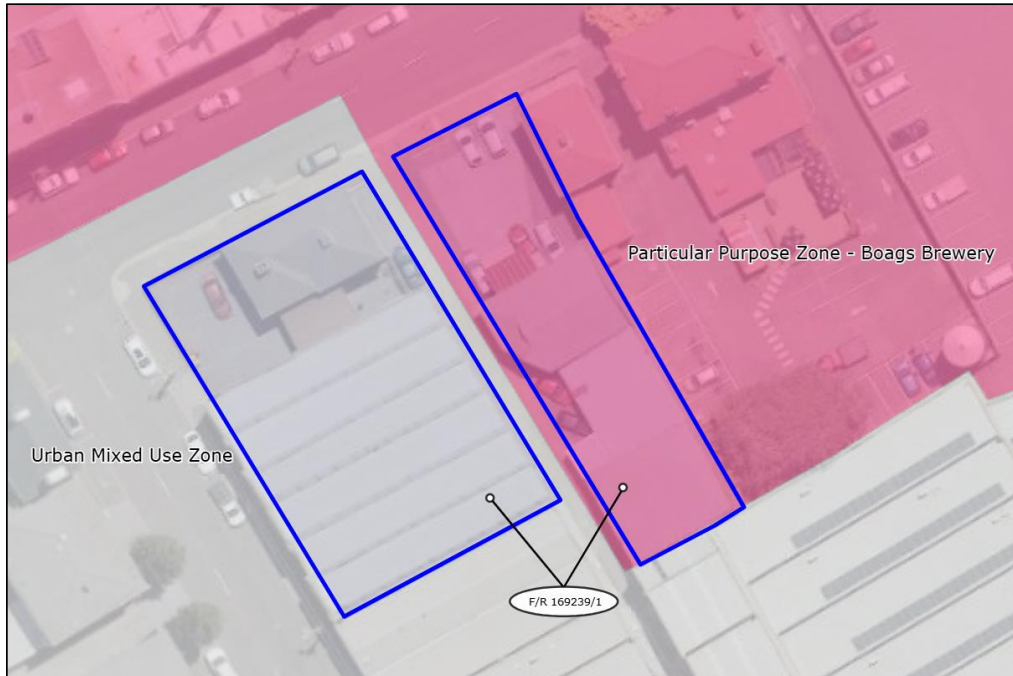 Particular Purpose Zone - Boags Brewery
Urban Mixed Use Zone
F/R 169239/1